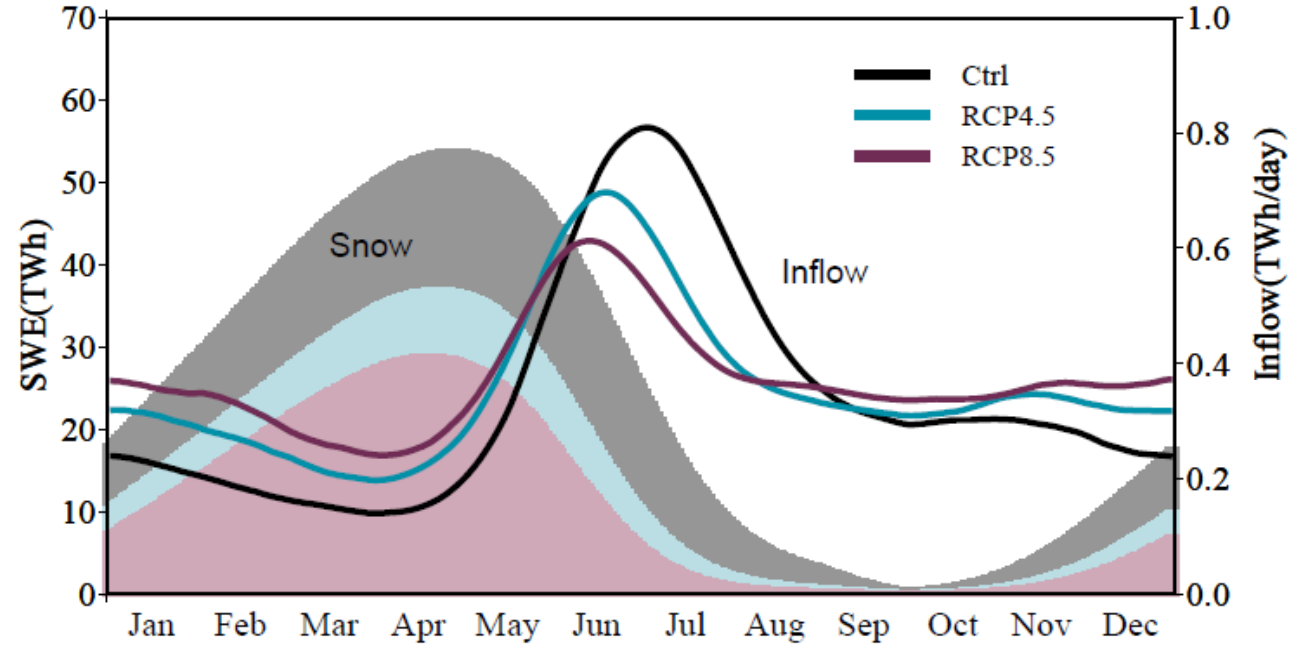 70
60
50
40
30
20
10
0
SWE(TWh)
1.0
0.8
0.6
0.4
0.2
0.0
Inflow(TWh/day)
Ctrl
RCP4.5
RCP8.5
Snow
Inflow
Jan Feb Mar Apr May Jun Jul Aug Sep Oct Nov Dec